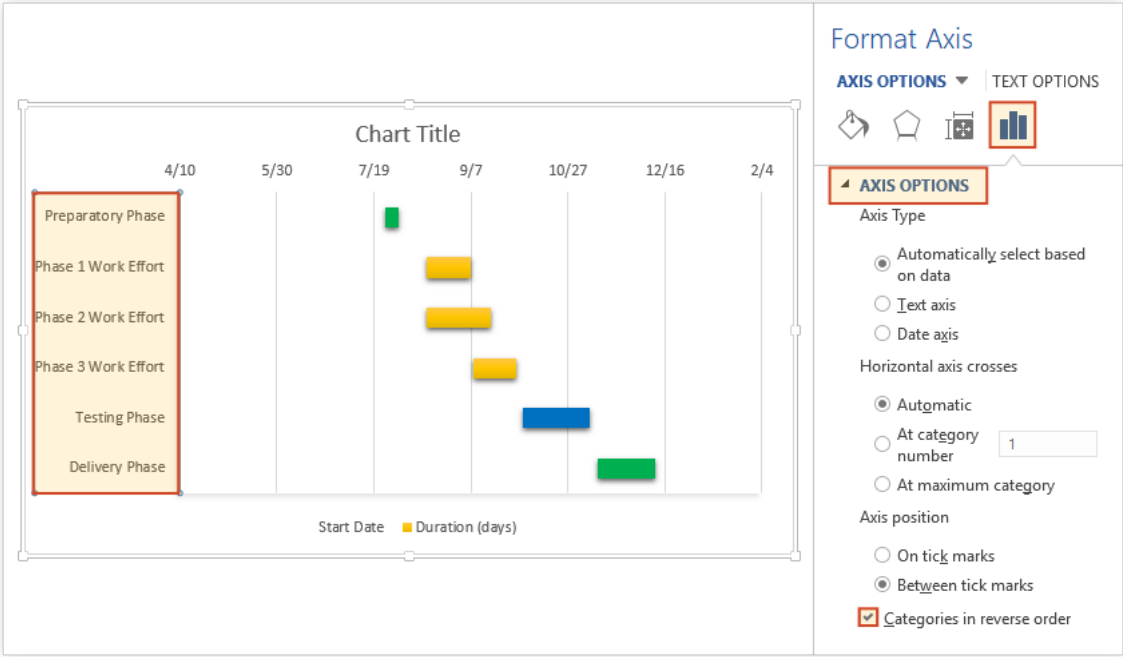 Chart Title
4/10 5/30 7/19 9/7 10/27 12/16 2/4
Preparatory Phase
Phase 1 Work Effort
Phase 2 Work Effort
Phase 3 Work Effort
Testing Phase
Delivery Phase
Start Date Duration (days)
Format Axis
AXIS OPTIONS TEXT OPTIONS
AXIS OPTIONS
Axis Type
Automatically select based
on data
Text axis
Date axis
Horizontal axis crosses
Automatic
At category
number
1
At maximum category
Axis position
On tick marks
Between tick marks
Categories in reverse order